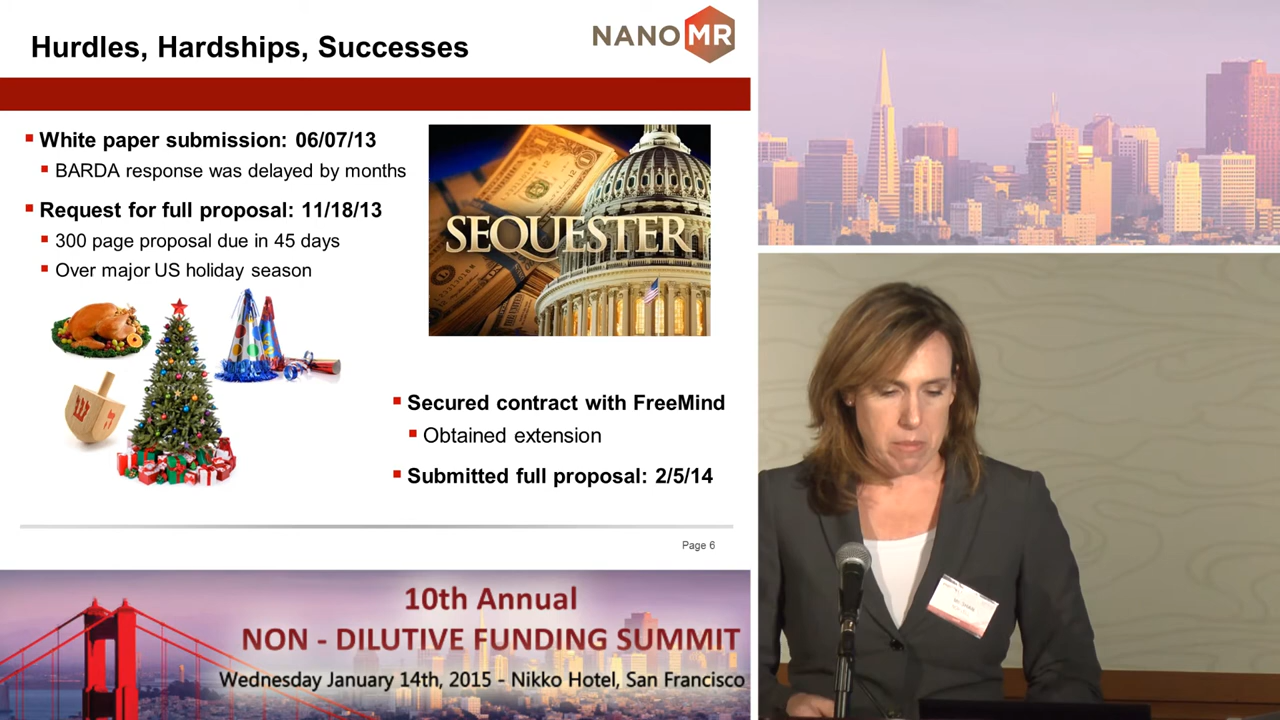 Hurdles, Hardships, Successes
NANOMR
White paper submission: 06/07/13
BARDA response was delayed by months
Request for full proposal: 11/18/13
300 page proposal due in 45 days
Over major US holiday season
SEQUESTER
Secured contract with FreeMind
Obtained extension
Submitted full proposal: 2/5/14
Page 6
10th Annual
NON - DILUTIVE FUNDING SUMMIT
Wednesday January 14th, 2015 - Nikko Hotel, San Francisco